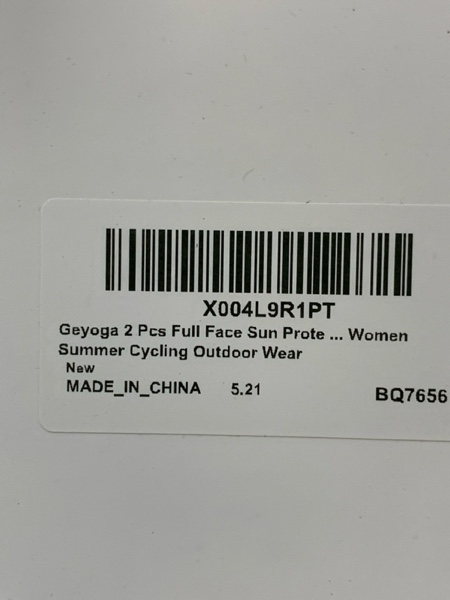 X004L9R1PT
Geyoga 2 Pcs Full Face Sun Prote ... Women
Summer Cycling Outdoor Wear
New
MADE_IN_CHINA 5.21 BQ7656